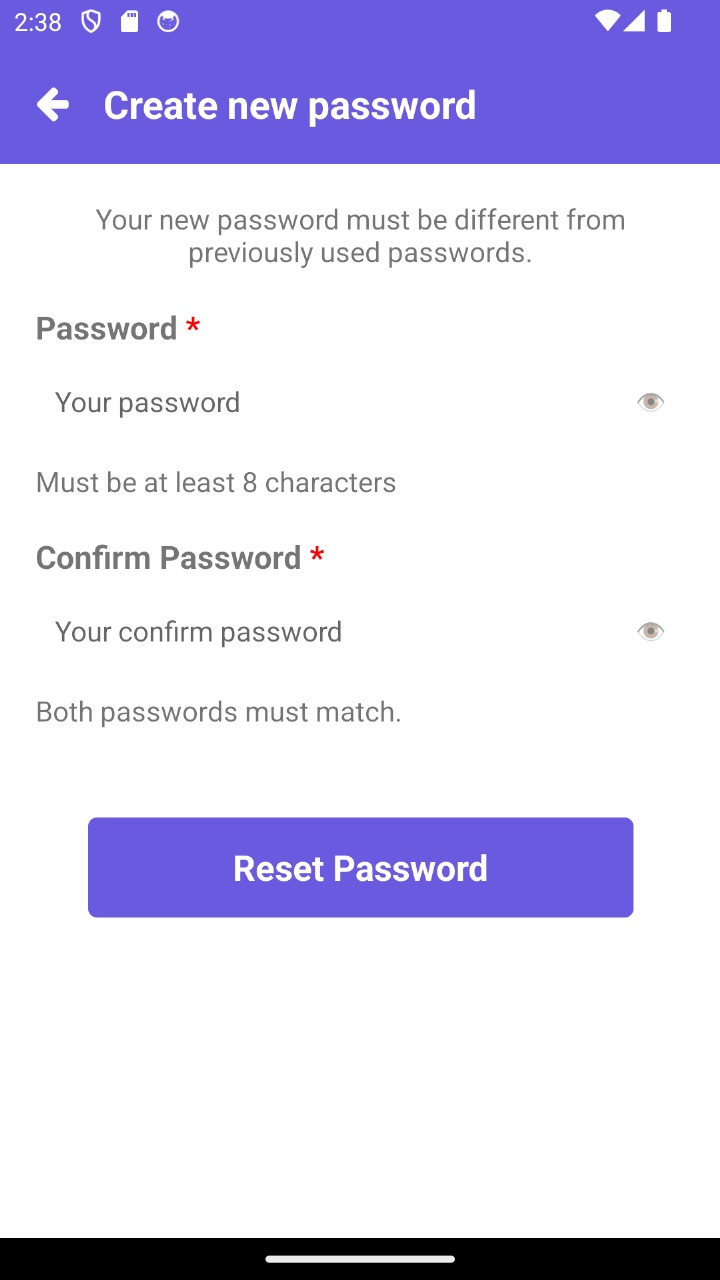 2:38
Create new password
Your new password must be different from
previously used passwords.
Password *
Your password
Must be at least 8 characters
Confirm Password *
Your confirm password
Both passwords must match.
Reset Password